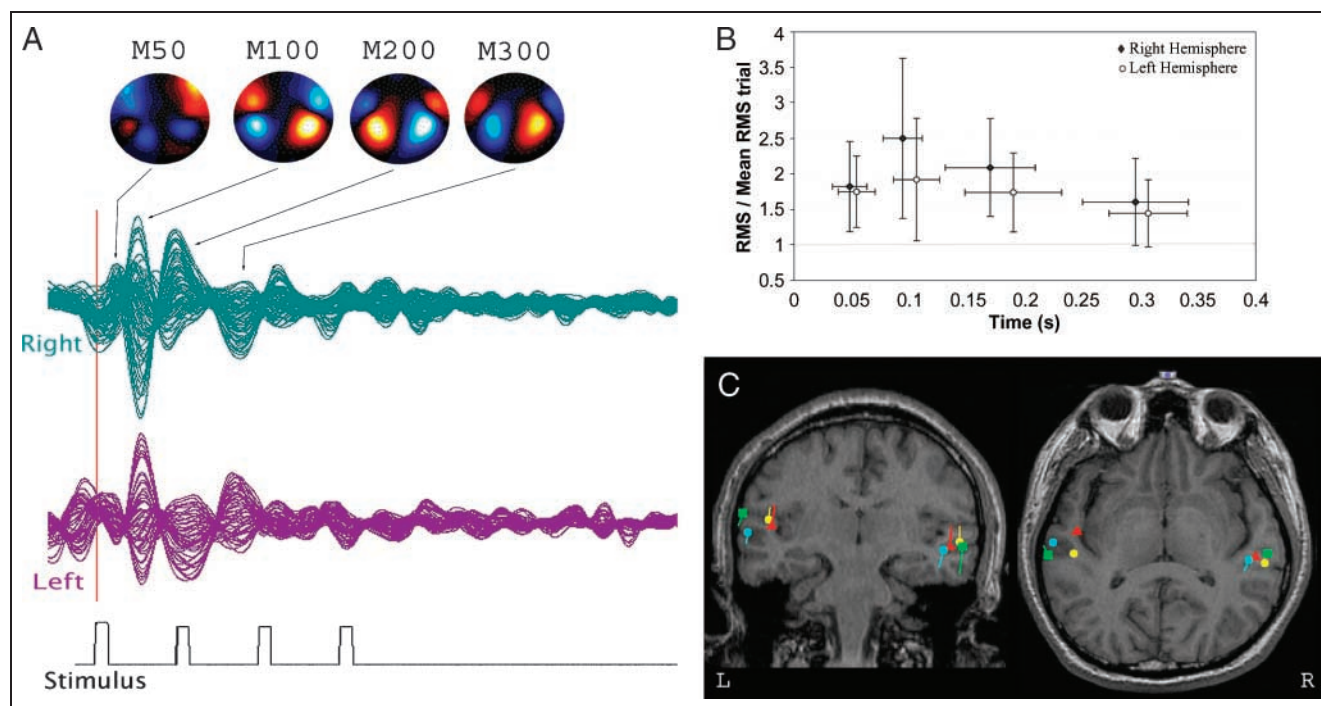 A
M50 M100 M200 M300
Right
Left
Stimulus
B
Right Hemisphere
Left Hemisphere
RMS / Mean RMS trial
4
3.5
3
2.5
2
1.5
1
0.5
0 0.05 0.1 0.15 0.2 0.25 0.3 0.35 0.4
Time (s)
C
L R